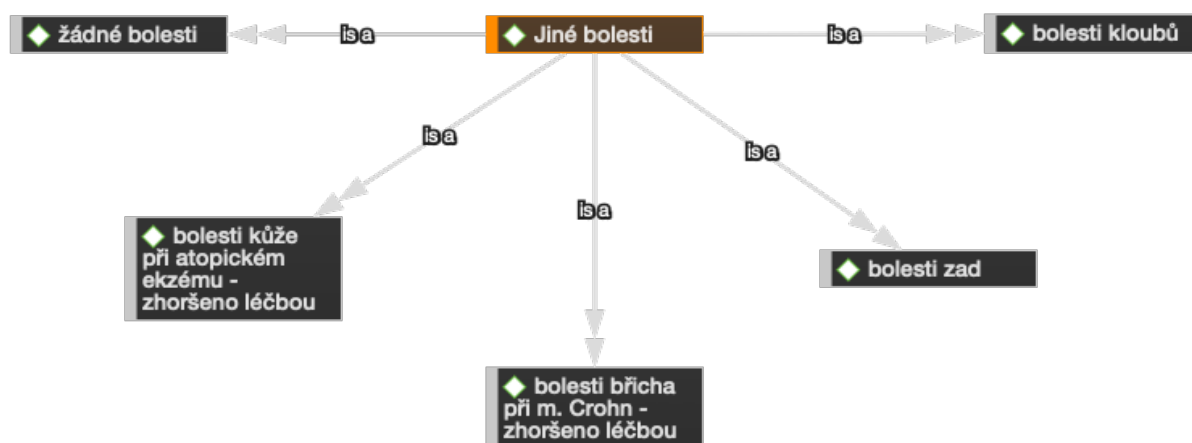 žádné bolesti
is a
Jiné bolesti
is a
bolesti kloubů
is a
is a
is a
bolesti kůže
při atopickém
ekzému -
zhoršeno léčbou
bolesti zad
bolesti břicha
při m. Crohn -
zhoršeno léčbou